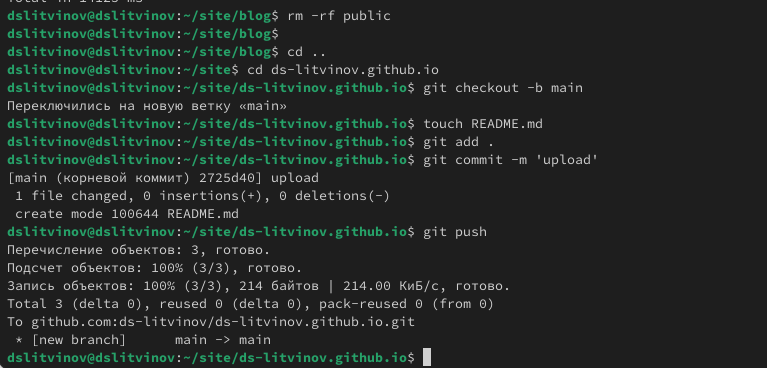 dslitvinov@dslitvinov:~/site/blog$ rm -rf public
dslitvinov@dslitvinov:~/site/blog$
dslitvinov@dslitvinov:~/site/blog$ cd ..
dslitvinov@dslitvinov:~/site$ cd ds-litvinov.github.io
dslitvinov@dslitvinov:~/site/ds-litvinov.github.io$ git checkout -b main
Переключились на новую ветку «main»
dslitvinov@dslitvinov:~/site/ds-litvinov.github.io$ touch README.md
dslitvinov@dslitvinov:~/site/ds-litvinov.github.io$ git add .
dslitvinov@dslitvinov:~/site/ds-litvinov.github.io$ git commit -m 'upload'
[main (корневой коммит) 2725d40] upload
 1 file changed, 0 insertions(+), 0 deletions(-)
 create mode 100644 README.md
dslitvinov@dslitvinov:~/site/ds-litvinov.github.io$ git push
Перечисление объектов: 3, готово.
Подсчет объектов: 100% (3/3), готово.
Запись объектов: 100% (3/3), 214 байтов | 214.00 КиБ/с, готово.
Total 3 (delta 0), reused 0 (delta 0), pack-reused 0 (from 0)
To github.com:ds-litvinov/ds-litvinov.github.io.git
 * [new branch]      main -> main
dslitvinov@dslitvinov:~/site/ds-litvinov.github.io$